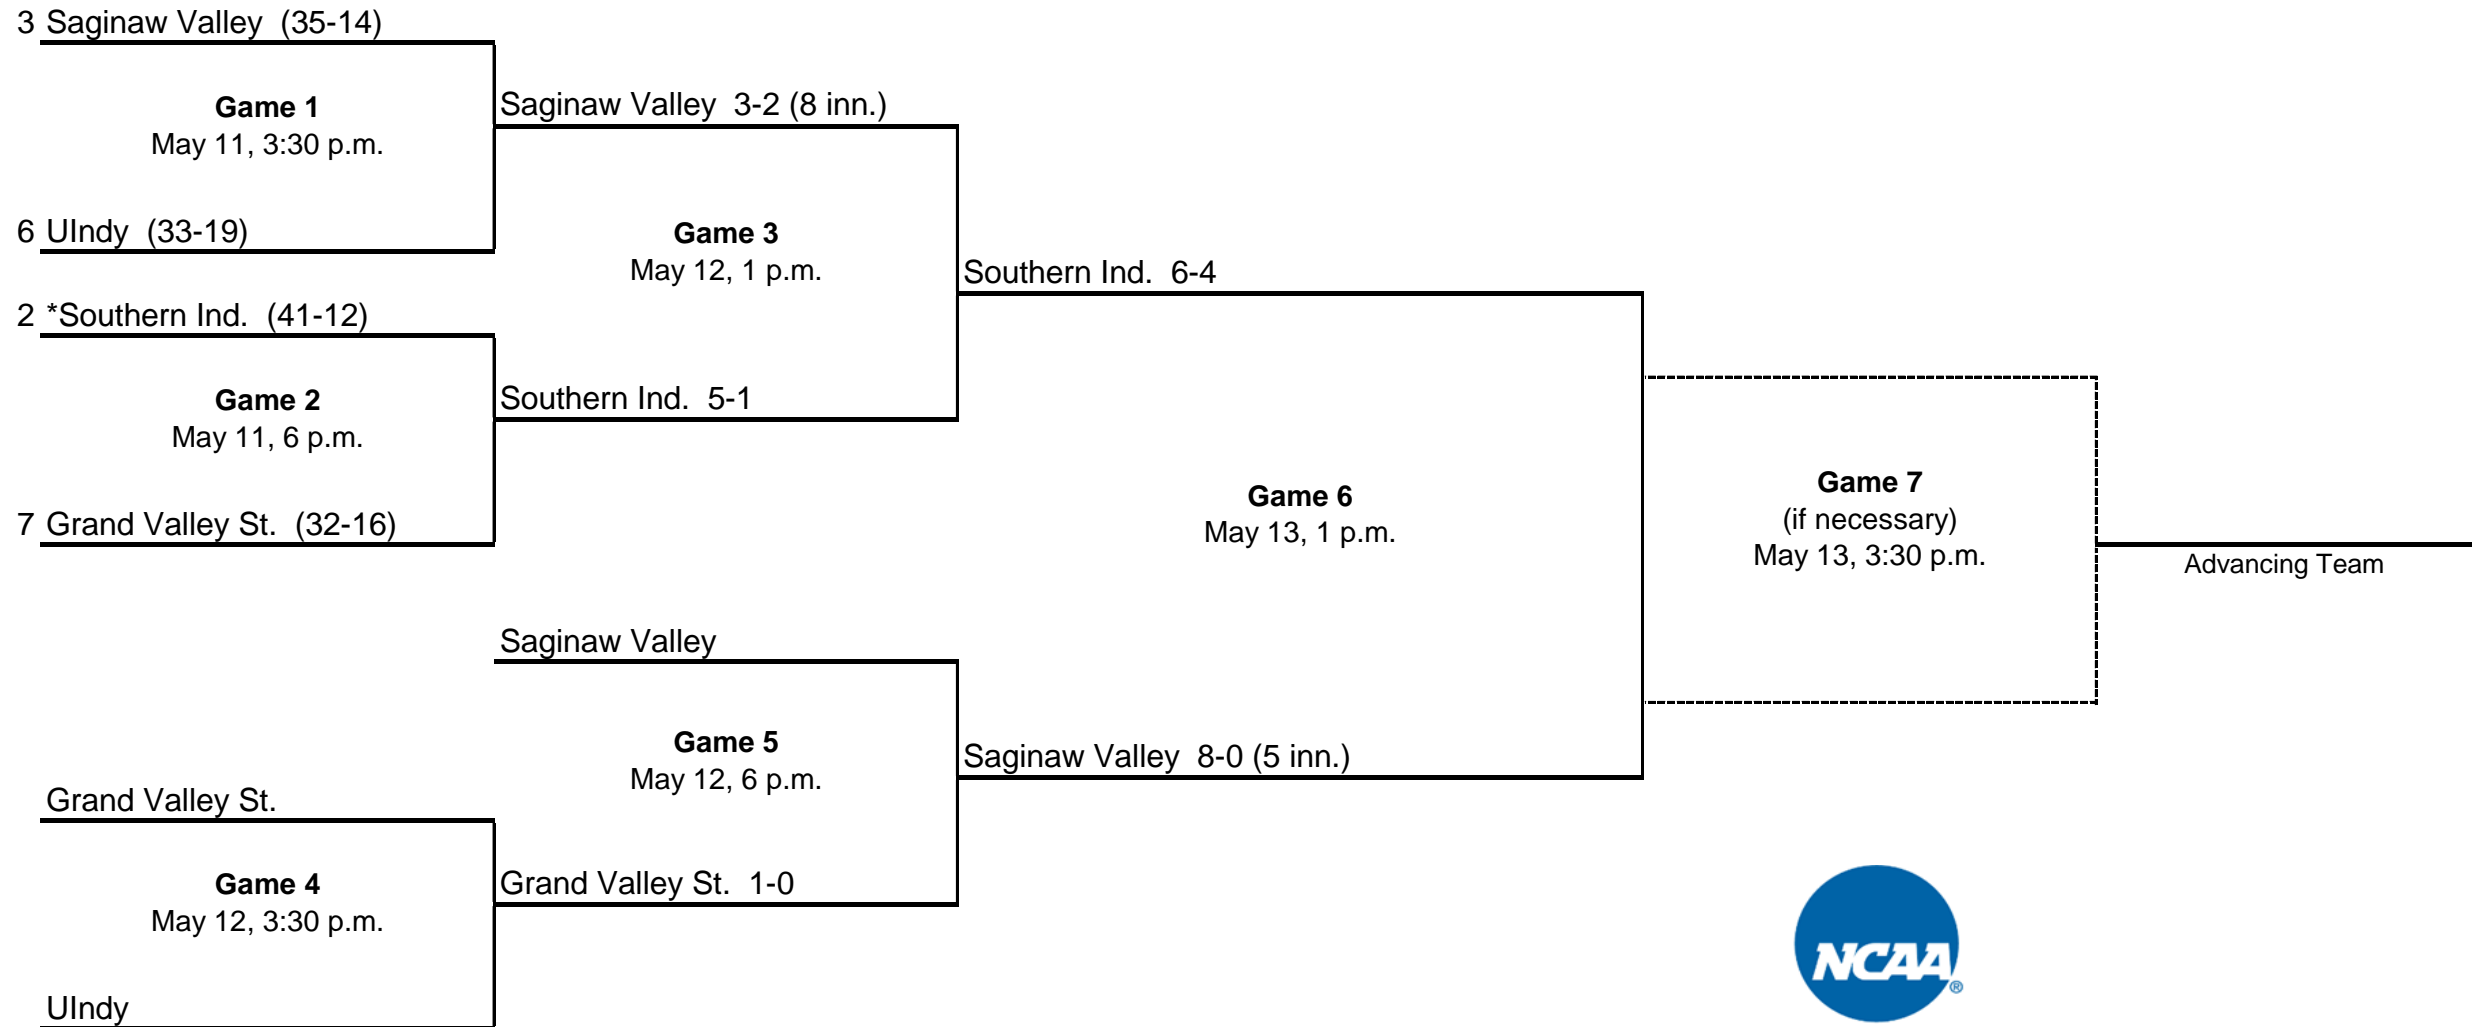 3 Saginaw Valley (35-14)
Game 1
May 11, 3:30 p.m.
Saginaw Valley 3-2 (8 inn.)
6 UIndy (33-19)
Game 3
May 12, 1 p.m.
Southern Ind. 6-4
2 *Southern Ind. (41-12)
Game 2
May 11, 6 p.m.
Southern Ind. 5-1
7 Grand Valley St. (32-16)
Game 6
May 13, 1 p.m.
Game 7
(if necessary)
May 13, 3:30 p.m.
Advancing Team
Saginaw Valley
Game 5
May 12, 6 p.m.
Saginaw Valley 8-0 (5 inn.)
Grand Valley St.
Game 4
May 12, 3:30 p.m.
Grand Valley St. 1-0
UIndy
NCAA®